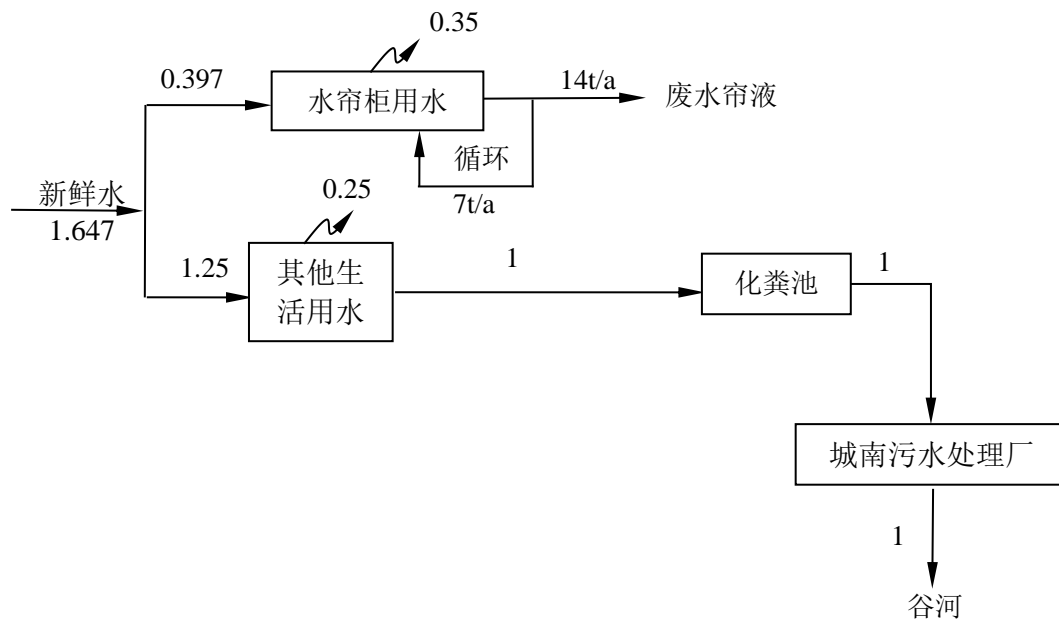 0.35
0.397
水帘柜用水
14t/a
废水帘液
循环
7t/a
新鲜水
1.647
0.25
1.25
其他生
活用水
1
化粪池
1
城南污水处理厂
1
谷河